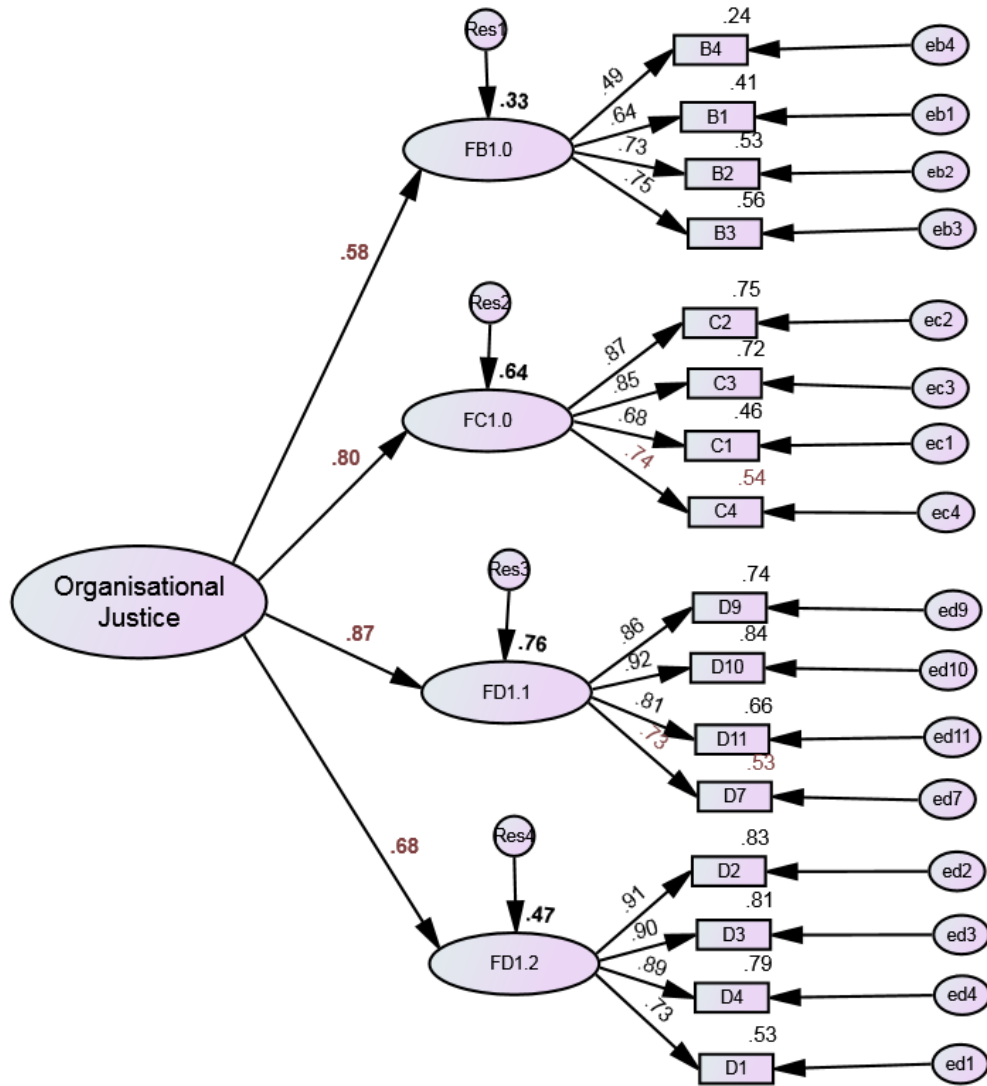 .24
Res1
B4
eb4
.49
.41
.33
.64
B1
eb1
FB1.0
.73
.53
B2
eb2
.75
.56
B3
eb3
.58
.75
Res2
C2
ec2
.87
.72
.64
.85
C3
ec3
FC1.0
.68
.46
C1
ec1
.80
.74
.54
C4
ec4
Organisational
Justice
.74
Res3
D9
ed9
.86
.84
.87
.76
.92
D10
ed10
FD1.1
.81
.66
D11
ed11
.73
.53
D7
ed7
.68
.83
Res4
D2
ed2
.91
.81
.47
.90
D3
ed3
FD1.2
.89
.79
D4
ed4
.73
.53
D1
ed1